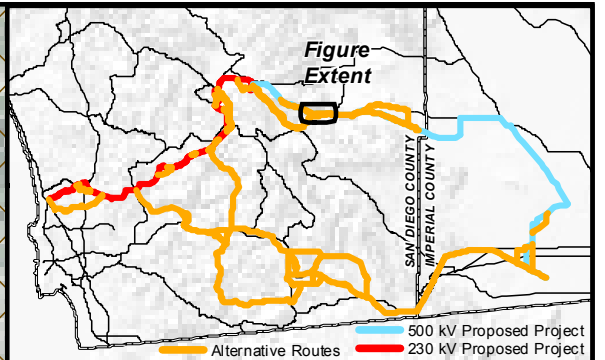 Figure
Extent
SAN DIEGO COUNTY
IMPERIAL COUNTY
500 kV Proposed Project
Alternative Routes
230 kV Proposed Project